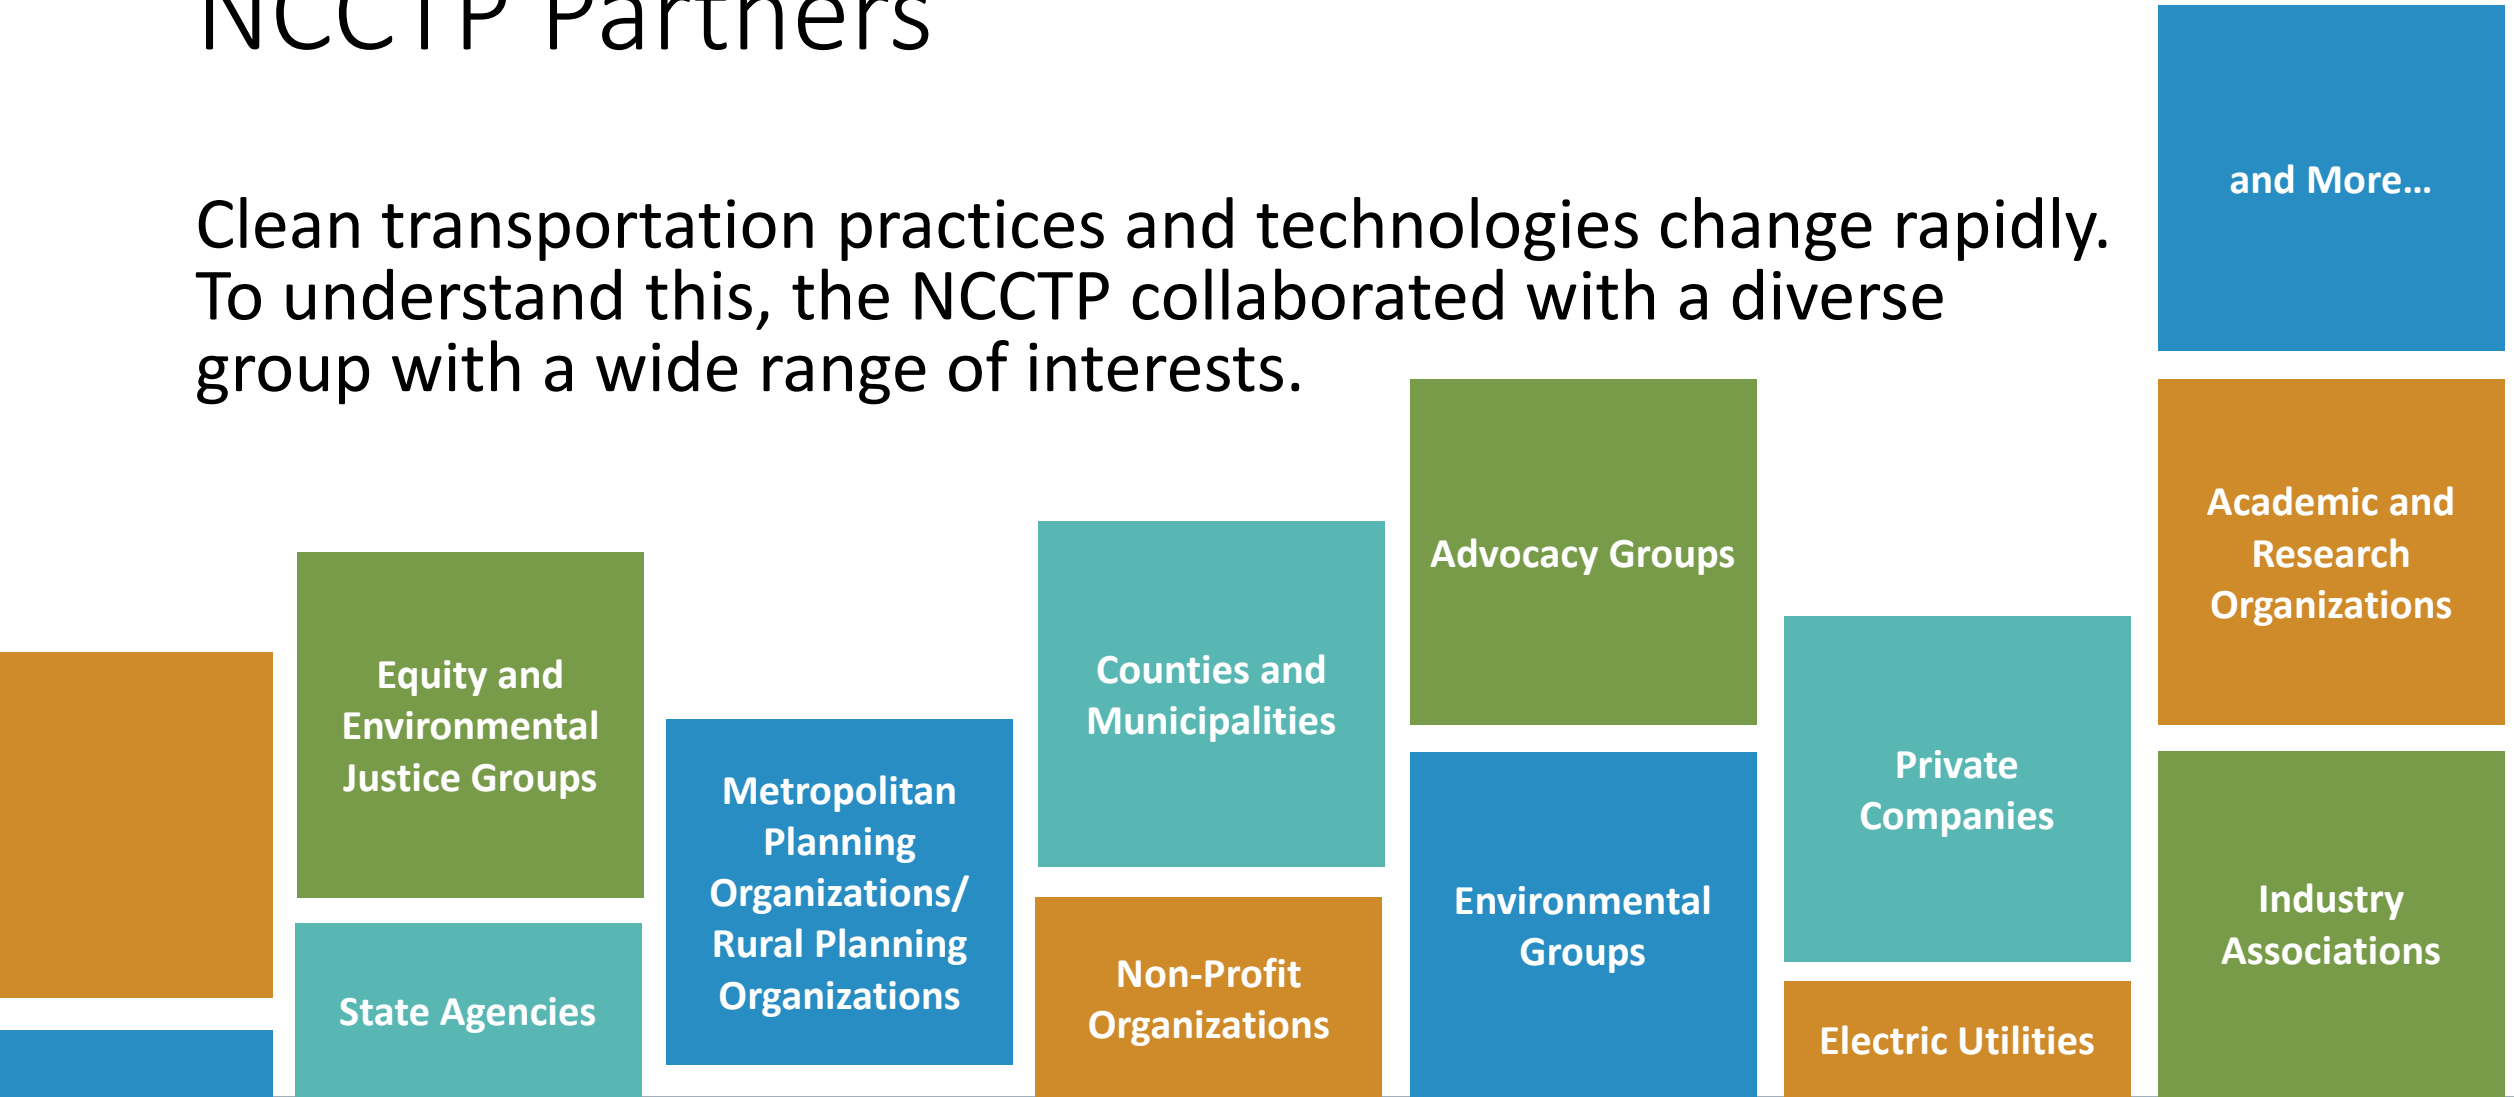 NCCTP Partners
Clean transportation practices and technologies change rapidly.
To understand this, the NCCTP collaborated with a diverse
group with a wide range of interests.
and More...
Advocacy Groups
Academic and
Research
Organizations
Equity and
Environmental
Justice Groups
Counties and
Municipalities
Private
Companies
Metropolitan
Planning
Organizations/
Rural Planning
Organizations
Environmental
Groups
Industry
Associations
State Agencies
Non-Profit
Organizations
Electric Utilities